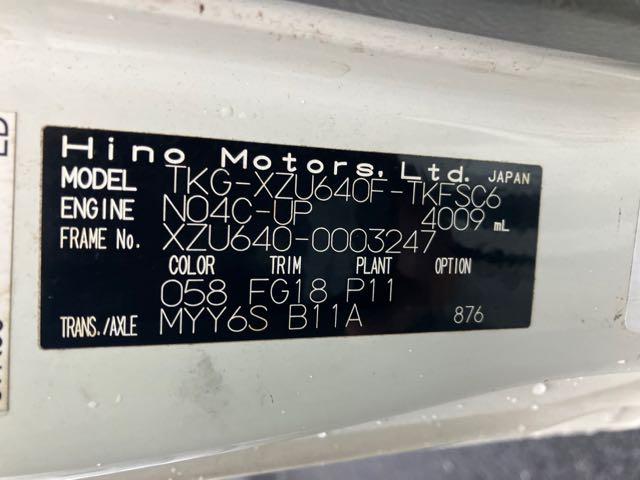 Hino Motors, Ltd. JAPAN
MODEL TKG-XZU640F-TKFSC6
ENGINE N04C-UP 4009 mL
FRAME No. XZU640-0003247
COLOR TRIM PLANT OPTION
058 FG18 P11
TRANS./AXLE MYY6S B11A 876